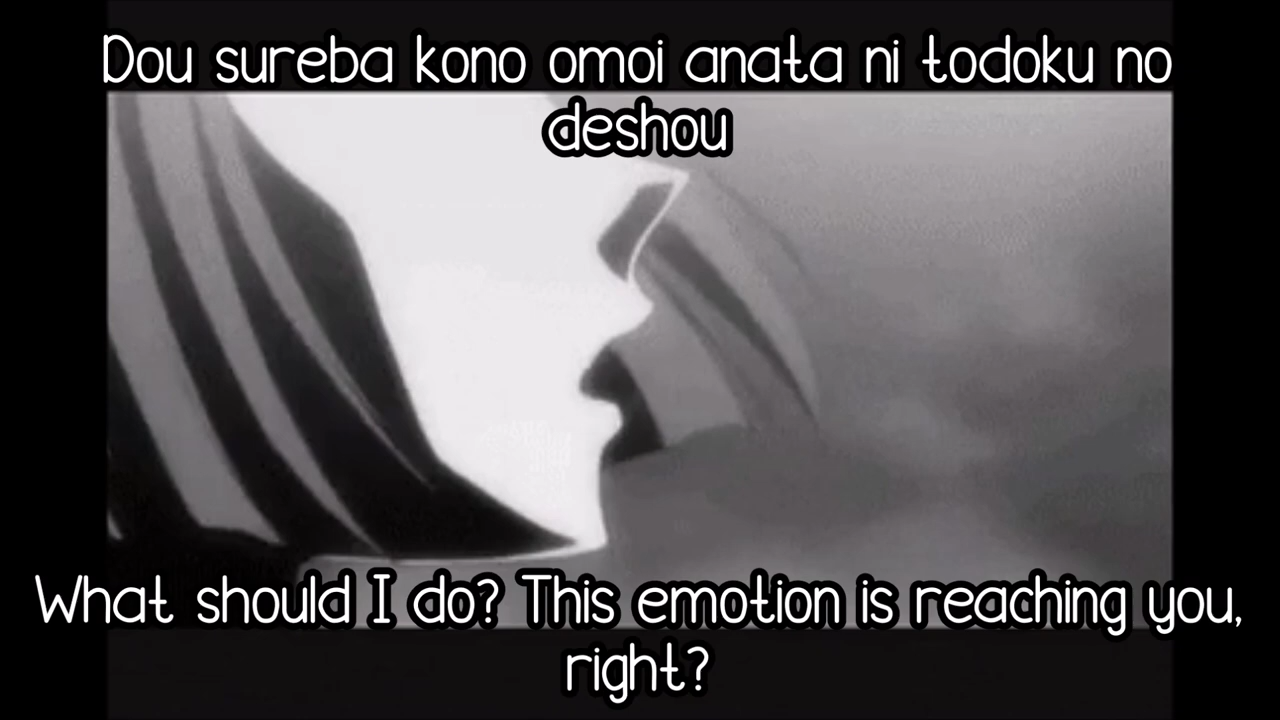 Dou sureba kono omoi anata ni todoku no
deshou
What should I do? This emotion is reaching you,
right?